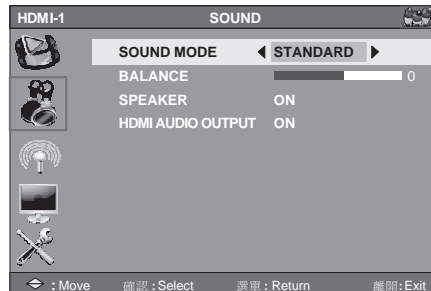 HDMI-1 SOUND
SOUND MODE STANDARD
BALANCE 0
SPEAKER ON
HDMI AUDIO OUTPUT ON
: Move 確認 : Select 選單 : Return 離開 : Exit